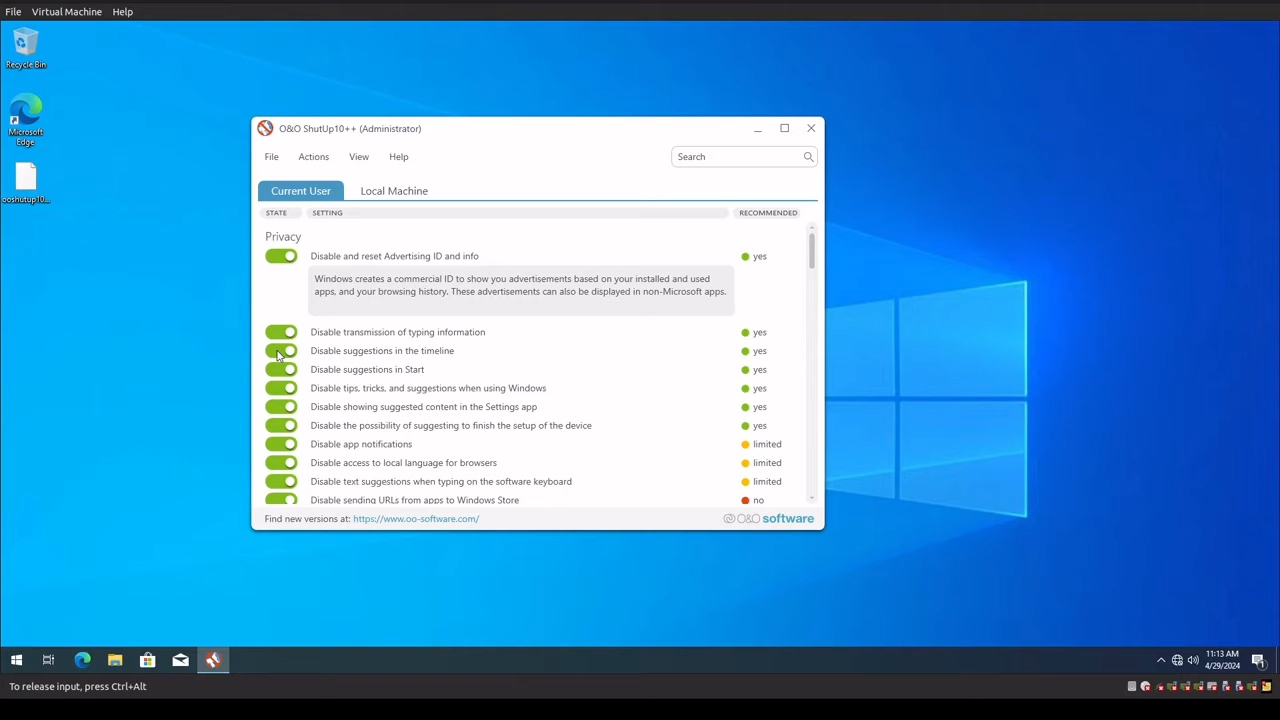 File Virtual Machine Help
Recycle Bin
Microsoft
Edge
ooshutup10...
O&O ShutUp10++ (Administrator)
File Actions View Help
Search
Current User Local Machine
STATE SETTING RECOMMENDED
Privacy
Disable and reset Advertising ID and info yes
Windows creates a commercial ID to show you advertisements based on your installed and used
apps, and your browsing history. These advertisements can also be displayed in non-Microsoft apps.
Disable transmission of typing information yes
Disable suggestions in the timeline yes
Disable suggestions in Start yes
Disable tips, tricks, and suggestions when using Windows yes
Disable showing suggested content in the Settings app yes
Disable the possibility of suggesting to finish the setup of the device yes
Disable app notifications limited
Disable access to local language for browsers limited
Disable text suggestions when typing on the software keyboard limited
Disable sending URLs from apps to Windows Store no
Find new versions at: https://www.oo-software.com/ O&O software
11:13 AM
4/29/2024
1
To release input, press Ctrl+Alt